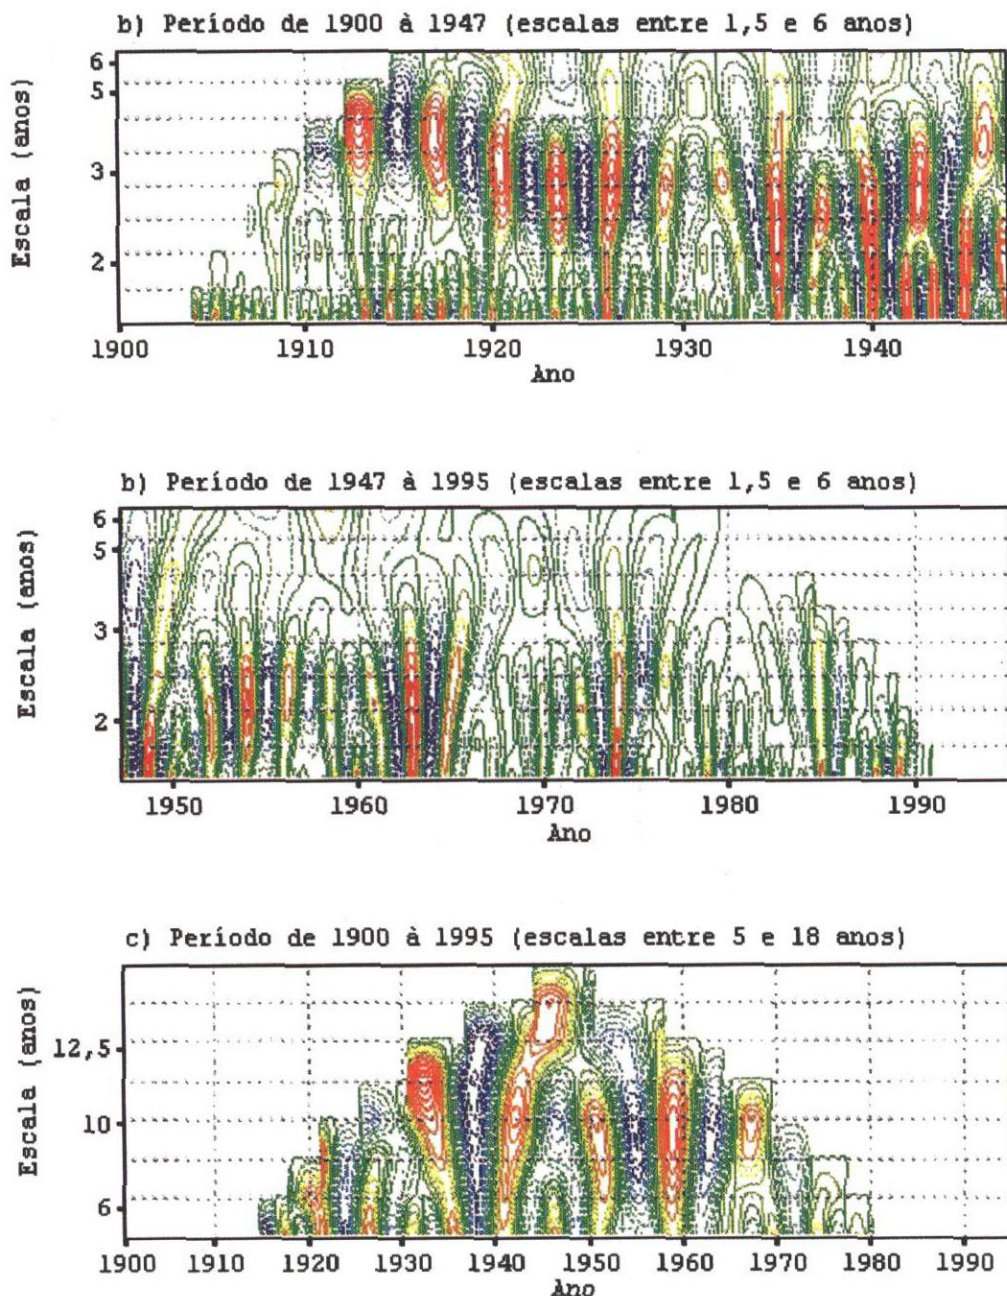 b) Período de 1900 à 1947 (escalas entre 1,5 e 6 anos)
Escala (anos)
6
5
3
2
1900 1910 1920 1930 1940
Ano
b) Período de 1947 à 1995 (escalas entre 1,5 e 6 anos)
Escala (anos)
6
5
3
2
1950 1960 1970 1980 1990
Ano
c) Período de 1900 à 1995 (escalas entre 5 e 18 anos)
Escala (anos)
12,5
10
6
1900 1910 1920 1930 1940 1950 1960 1970 1980 1990
Ano